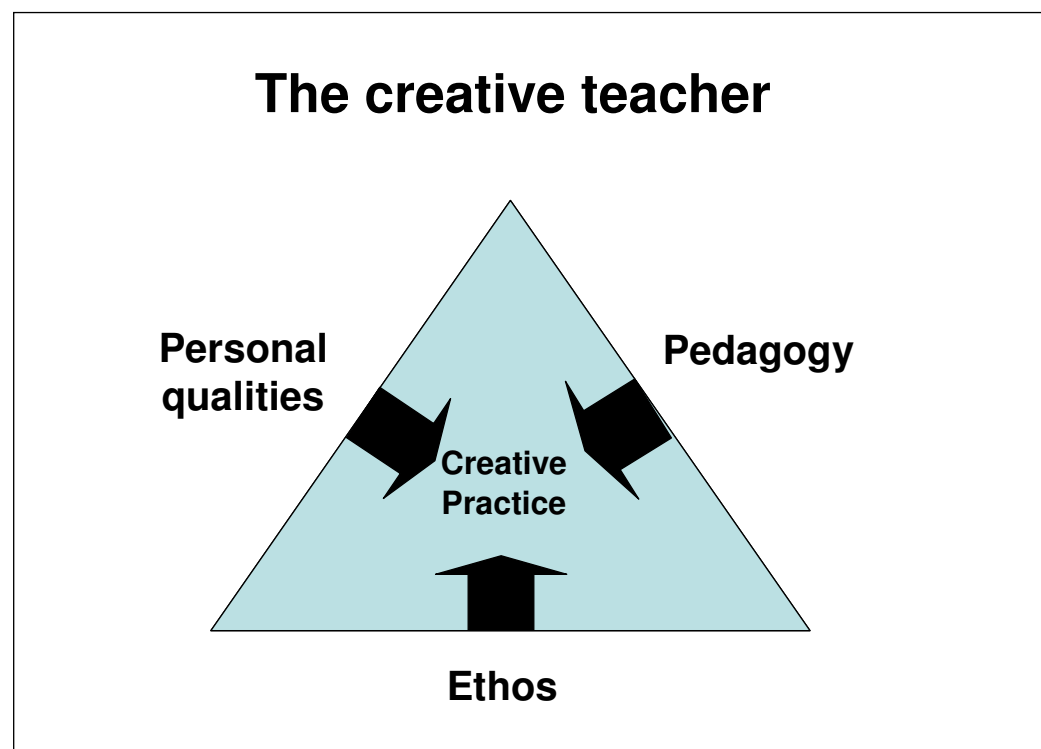 The creative teacher
Personal
qualities
Pedagogy
Creative
Practice
Ethos